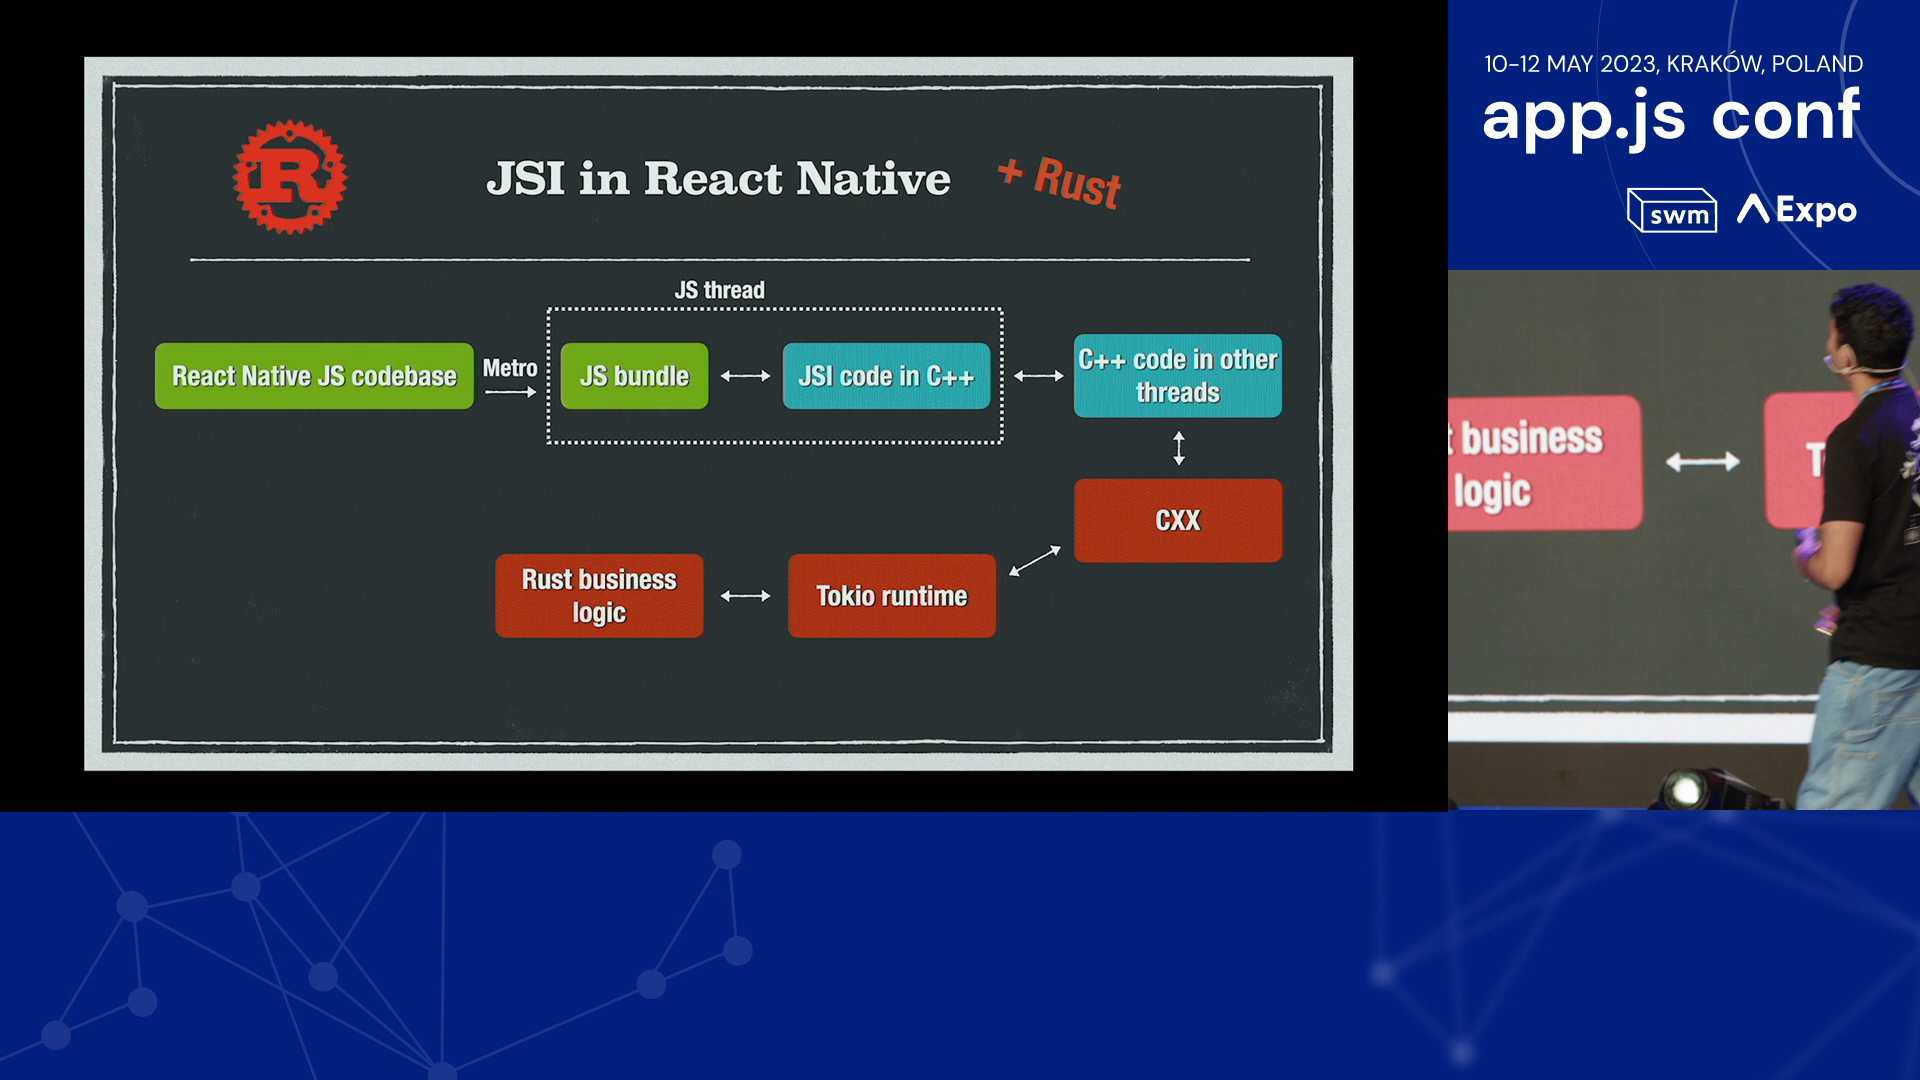 JSI in React Native
+ Rust
JS thread
React Native JS codebase
Metro
JS bundle
JSI code in C++
C++ code in other
threads
CXX
Rust business
logic
Tokio runtime
10-12 MAY 2023, KRAKÓW, POLAND
app.js conf
swm
Expo
business
logic